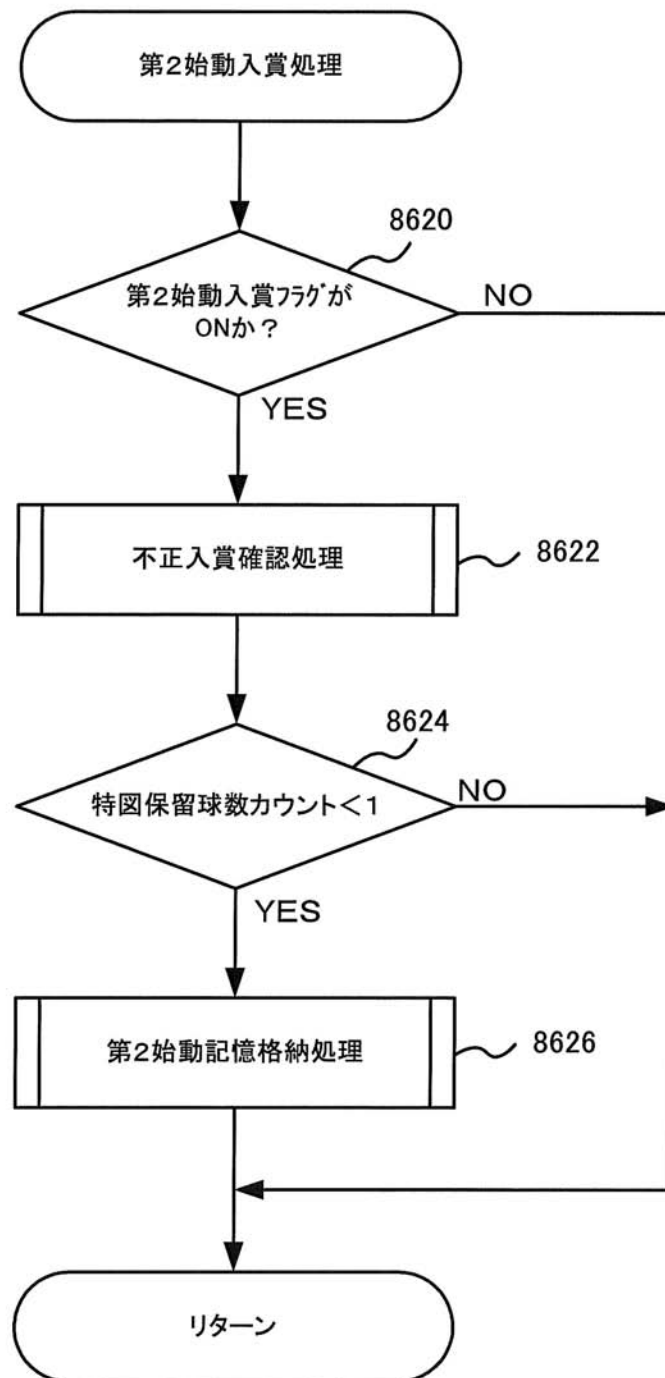 第2始動入賞処理
8620
第2始動入賞フラグが
ONか？
NO
YES
不正入賞確認処理
8622
8624
特図保留球数カウント＜1
NO
YES
第2始動記憶格納処理
8626
リターン